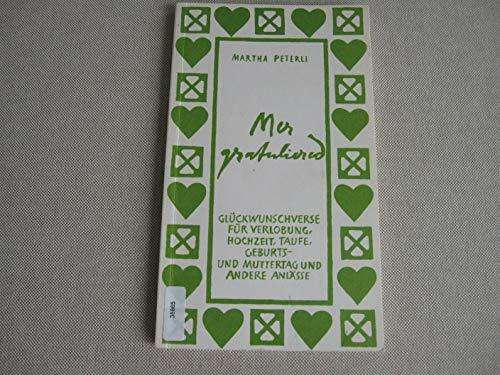 MARTHA PETERLI
Mer
gratuliered
GLÜCKWUNSCHVERSE
FÜR VERLOBUNG,
HOCHZEIT, TAUFE,
GEBURTS-
UND MUTTERTAG UND
ANDERE ANLÄSSE